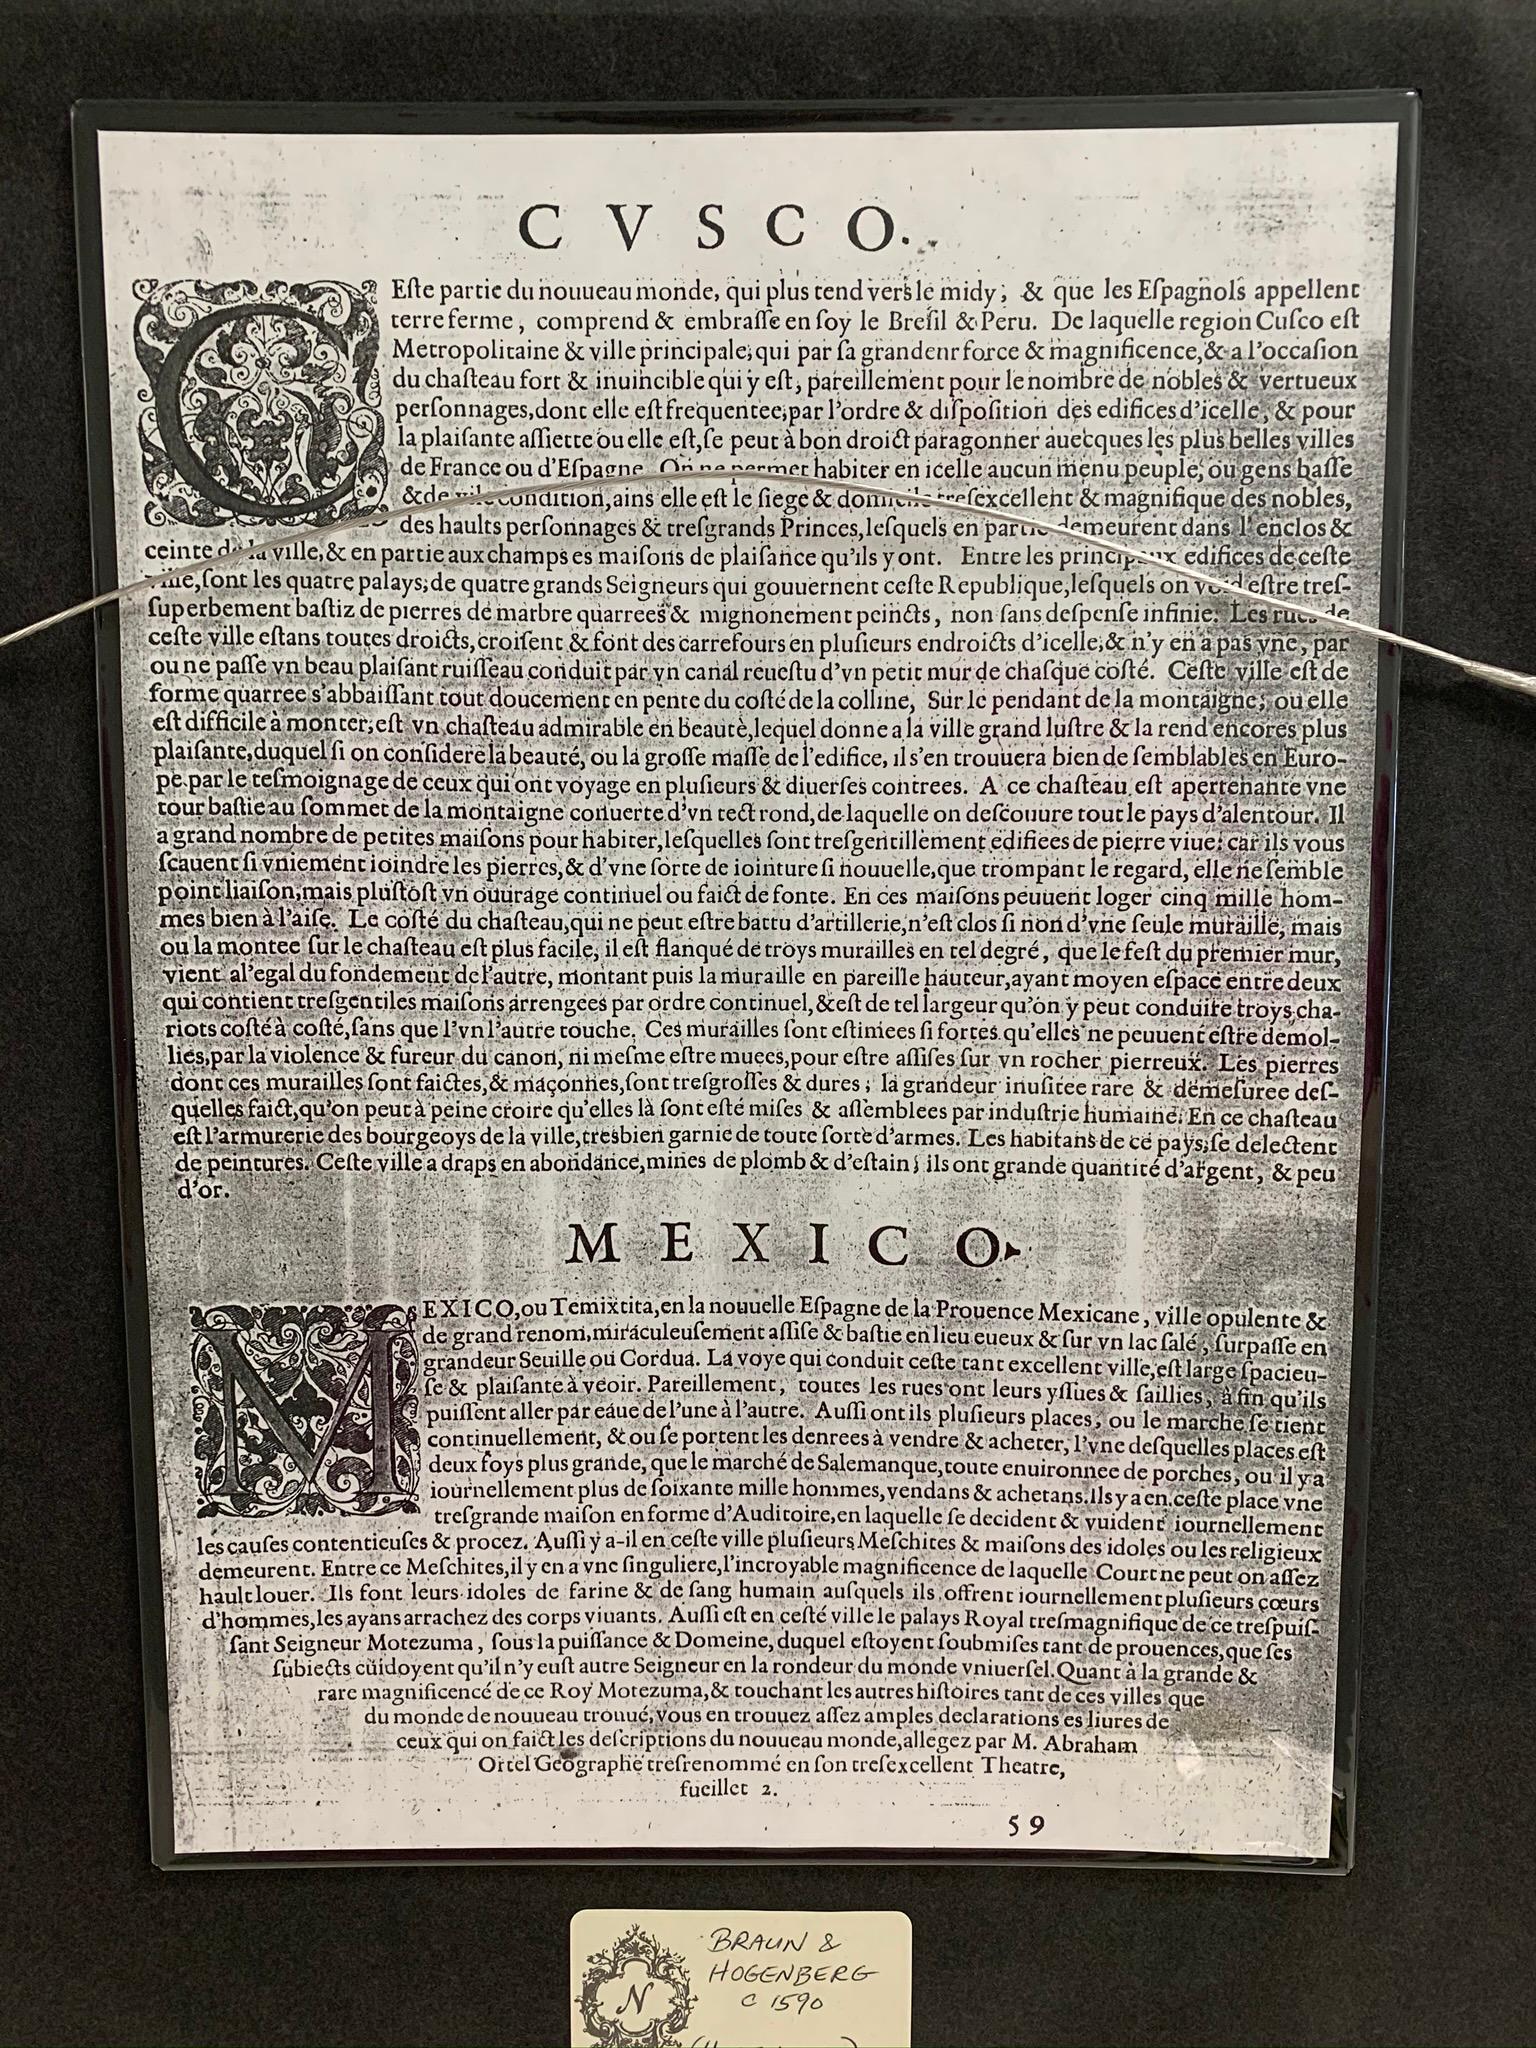 CVSCO.
CEſte partie du nouueau monde, qui plus tend vers le midy; & que les Eſpagnols appellent
terre ferme, comprend & embraſſe en ſoy le Breſil & Peru. De laquelle region Cuſco eſt
Metropolitaine & ville principale; qui par ſa grandenr force & magnificence, & a l'occaſion
du chaſteau fort & inuincible qui y eſt, pareillement pour le nombre de nobles & vertueux
perſonnages, dont elle eſt frequentee; par l'ordre & diſpoſition des edifices d'icelle, & pour
la plaiſante aſſiette ou elle eſt, ſe peut à bon droict paragonner auecques les plus belles villes
de France ou d'Eſpagne. On ne permet habiter en icelle aucun menu peuple, ou gens baſſe
& de vile condition, ains elle eſt le ſiege & domicile treſexcellent & magnifique des nobles,
des haults perſonnages & treſgrands Princes, leſquels en partie demeurent dans l'enclos &
ceinte de la ville, & en partie aux champs es maiſons de plaiſance qu'ils y ont. Entre les principaux edifices de ceſte
ville, ſont les quatre palays; de quatre grands Seigneurs qui gouuernent ceſte Republique, leſquels on void eſtre treſ-
ſuperbement baſtiz de pierres de marbre quarrees & mignonement peincts, non ſans deſpenſe infinie. Les rues de
ceſte ville eſtans toutes droicts, croiſent & font des carrefours en pluſieurs endroicts d'icelle; & n'y en a pas vne, par
ou ne paſſe vn beau plaiſant ruiſſeau conduit par vn canal reueſtu d'vn petit mur de chaſque coſté. Ceſte ville eſt de
forme quarree s'abbaiſſant tout doucement en pente du coſté de la colline, Sur le pendant de la montaigne, ou elle
eſt difficile a monter; eſt vn chaſteau admirable en beauté, lequel donne a la ville grand luſtre & la rend encores plus
plaiſante, duquel ſi on conſidere la beauté, ou la groſſe maſſe de l'edifice, il s'en trouuera bien de ſemblables en Euro-
pe par le teſmoignage de ceux qui ont voyage en pluſieurs & diuerſes contrees. A ce chaſteau eſt apertenante vne
tour baſtie au ſommet de la montaigne conuerte d'vn tect rond, de laquelle on deſcouure tout le pays d'alentour. Il
a grand nombre de petites maiſons pour habiter, leſquelles ſont treſgentillement edifiees de pierre viue: car ils vous
ſcauent ſi vniement ioindre les pierres, & d'vne ſorte de iointure ſi nouuelle, que trompant le regard, elle ne ſemble
point liaiſon, mais pluſtoſt vn ouurage continuel ou faict de fonte. En ces maiſons peuuent loger cinq mille hom-
mes bien à l'aiſe. Le coſté du chaſteau, qui ne peut eſtre battu d'artillerie, n'eſt clos ſi non d'vne ſeule muraille, mais
ou la montee ſur le chaſteau eſt plus facile, il eſt flanqué de troys murailles en tel degré, que le feſt du premier mur,
vient al'egal du fondement de l'autre, montant puis la muraille en pareille hauteur, ayant moyen eſpace entre deux
qui contient treſgentiles maiſons arrengees par ordre continuel, & eſt de tel largeur qu'on y peut conduire troys cha-
riots coſté à coſté, ſans que l'vn l'autre touche. Ces murailles ſont eſtimees ſi fortes qu'elles ne peuuent eſtre demol-
lies, par la violence & fureur du canon, ni meſme eſtre muees, pour eſtre aſſiſes ſur vn rocher pierreux. Les pierres
dont ces murailles ſont faictes, & maçonnes, ſont treſgroſſes & dures; la grandeur inuſitee rare & demeſuree deſ-
quelles faict, qu'on peut à peine croire qu'elles là ſont eſté miſes & aſſemblees par induſtrie humaine. En ce chaſteau
eſt l'armurerie des bourgeoys de la ville, tresbien garnie de toute ſorte d'armes. Les habitans de ce pays, ſe delectent
de peintures. Ceſte ville a draps en abondance, mines de plomb & d'eſtain; ils ont grande quantité d'argent, & peu
d'or.
MEXICO.
MEXICO, ou Temixtita, en la nouuelle Eſpagne de la Prouence Mexicane, ville opulente &
de grand renom, miraculeuſement aſſiſe & baſtie en lieu eueux & ſur vn lac ſalé, ſurpaſſe en
grandeur Seuille ou Cordua. La voye qui conduit ceſte tant excellent ville, eſt large ſpacieu-
ſe & plaiſante à veoir. Pareillement, toutes les rues ont leurs yſſues & ſaillies, à fin qu'ils
puiſſent aller par eaue de l'une à l'autre. Auſſi ont ils pluſieurs places, ou le marche ſe tient
continuellement, & ou ſe portent les denrees à vendre & acheter, l'vne deſquelles places eſt
deux foys plus grande, que le marché de Salemanque, toute enuironnee de porches, ou il y a
iournellement plus de ſoixante mille hommes, vendans & achetans. Ils y a en ceſte place vne
treſgrande maiſon en forme d'Auditoire, en laquelle ſe decident & vuident iournellement
les cauſes contentieuſes & procez. Auſſi y a-il en ceſte ville pluſieurs Meſchites & maiſons des idoles ou les religieux
demeurent. Entre ce Meſchites, il y en a vne ſinguliere, l'incroyable magnificence de laquelle Court ne peut on aſſez
hault louer. Ils font leurs idoles de farine & de ſang humain auſquels ils offrent iournellement pluſieurs cœurs
d'hommes, les ayans arrachez des corps viuants. Auſſi eſt en ceſté ville le palays Royal treſmagnifique de ce treſpuiſ-
ſant Seigneur Motezuma, ſous la puiſſance & Domeine, duquel eſtoyent ſoubmiſes tant de prouences, que ſes
ſubiects cuidoyent qu'il n'y euſt autre Seigneur en la rondeur du monde vniuerſel. Quant à la grande &
rare magnificence de ce Roy Motezuma, & touchant les autres hiſtoires tant de ces villes que
du monde de nouueau trouué, vous en trouuez aſſez amples declarations es liures de
ceux qui on faict les deſcriptions du nouueau monde, allegez par M. Abraham
Ortel Geographe treſrenommé en ſon treſexcellent Theatre,
fueillet 2.
59
N
BRAUN &
HOGENBERG
C 1590